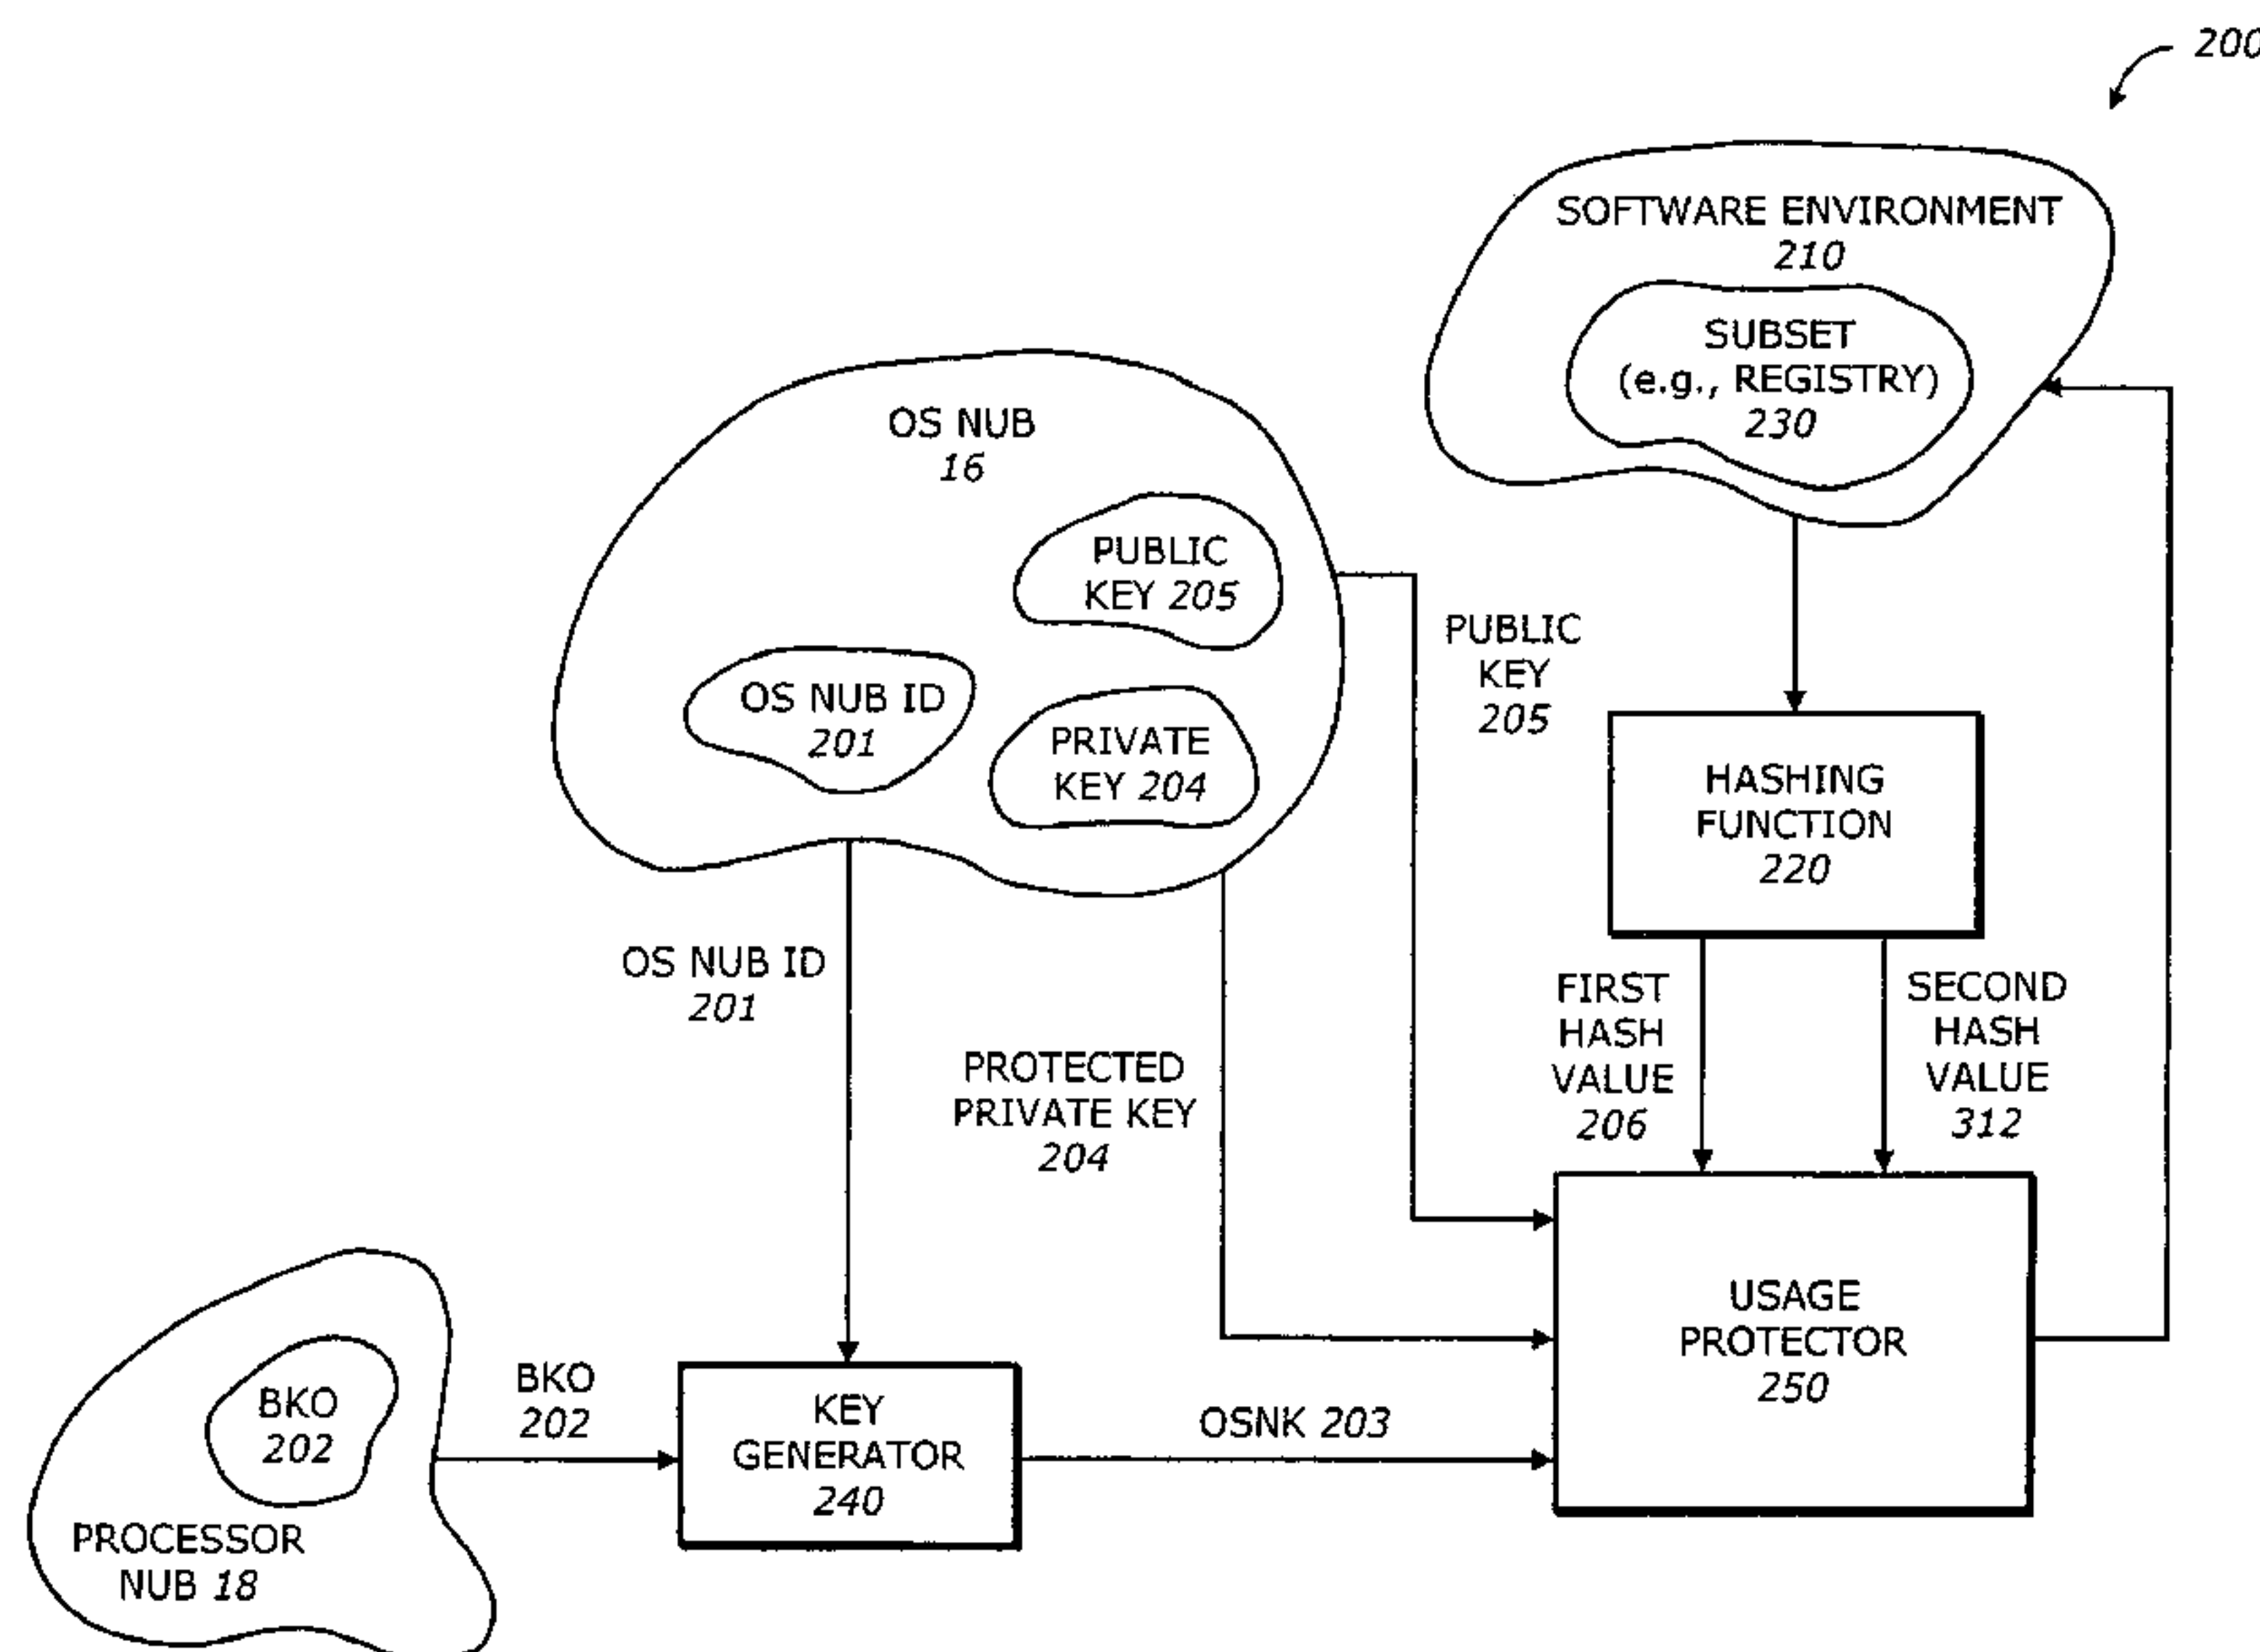 200
SOFTWARE ENVIRONMENT
210
SUBSET
(e.g., REGISTRY)
230
OS NUB
16
PUBLIC
KEY 205
OS NUB ID
201
PRIVATE
KEY 204
PUBLIC
KEY
205
HASHING
FUNCTION
220
OS NUB ID
201
PROTECTED
PRIVATE KEY
204
FIRST
HASH
VALUE
206
SECOND
HASH
VALUE
312
USAGE
PROTECTOR
250
BKO
202
PROCESSOR
NUB 18
BKO
202
KEY
GENERATOR
240
OSNK 203